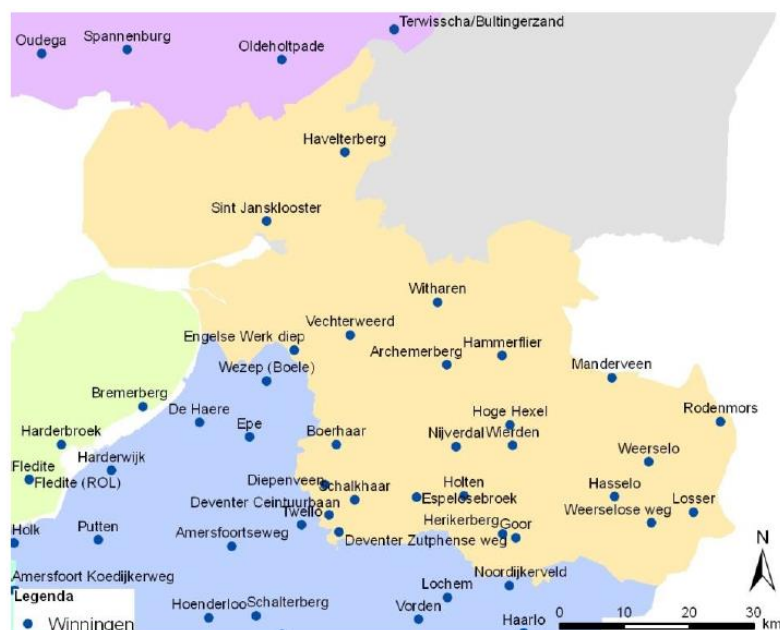 Terwisscha/Bultingerzand
Spannenburg
Oudega
Oldeholtpade
Havelterberg
Sint Jansklooster
Witharen
Vechterweerd
Engelse Werk diep
Hammerflier
Archemerberg
Wezep (Boele)
Manderveen
Bremerberg
De Haere
Hoge Hexel
Rodenmors
Epe
Boerhaar
Nijverdal
Wierden
Harderbroek
Harderwijk
Weerselo
Fledite
Fledite (ROL)
Diepenveen
Schalkhaar
Holten
Hasselo
Deventer Ceintuurbaan
Espelosebroek
Losser
Twello
Weerselose weg
Holk
Putten
Amersfoortseweg
Herikerberg
Goor
Deventer Zutphense weg
N
Amersfoort Koedijkerweg
Noordijkerveld
Lochem
Legenda
Winningen
Hoenderloo
Schalterberg
Vorden
Haarlo
0 10 20 30
km